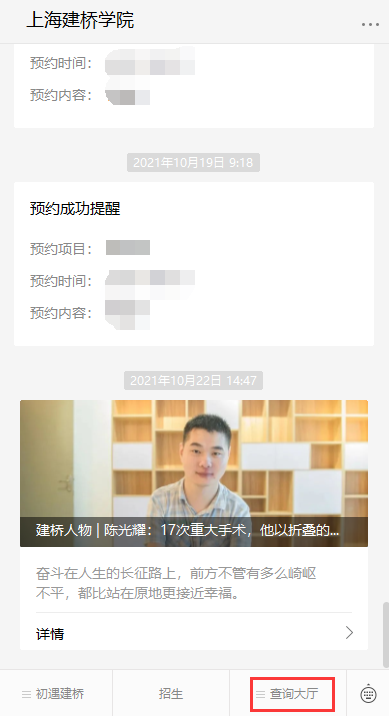 上海建桥学院
预约时间：
预约内容：
2021年10月19日 9:18
预约成功提醒
预约项目：
预约时间：
预约内容：
2021年10月22日 14:47
建桥人物 | 陈光耀：17次重大手术，他以折叠的...
奋斗在人生的长征路上，前方不管有多么崎岖
不平，都比站在原地更接近幸福。
详情
初遇建桥
招生
查询大厅